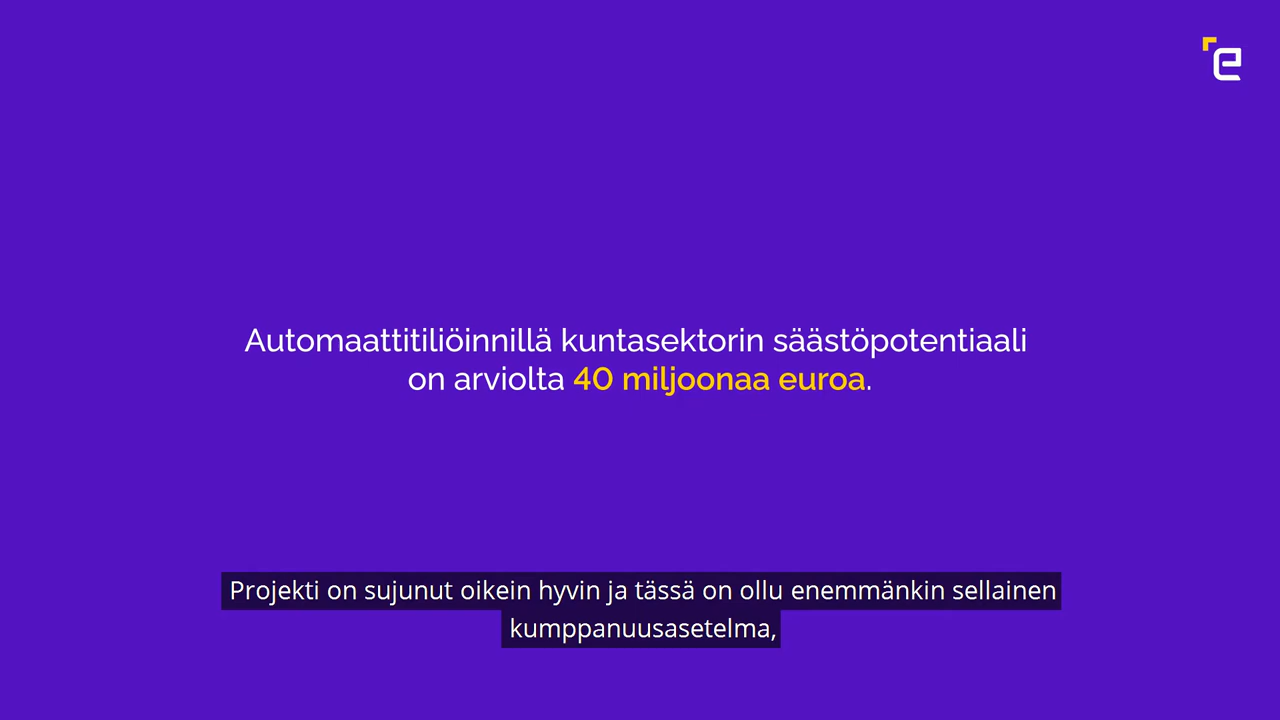 e
Automaattitiliöinnillä kuntasektorin säästöpotentiaali
on arviolta 40 miljoonaa euroa.
Projekti on sujunut oikein hyvin ja tässä on ollu enemmänkin sellainen
kumppanuusasetelma,